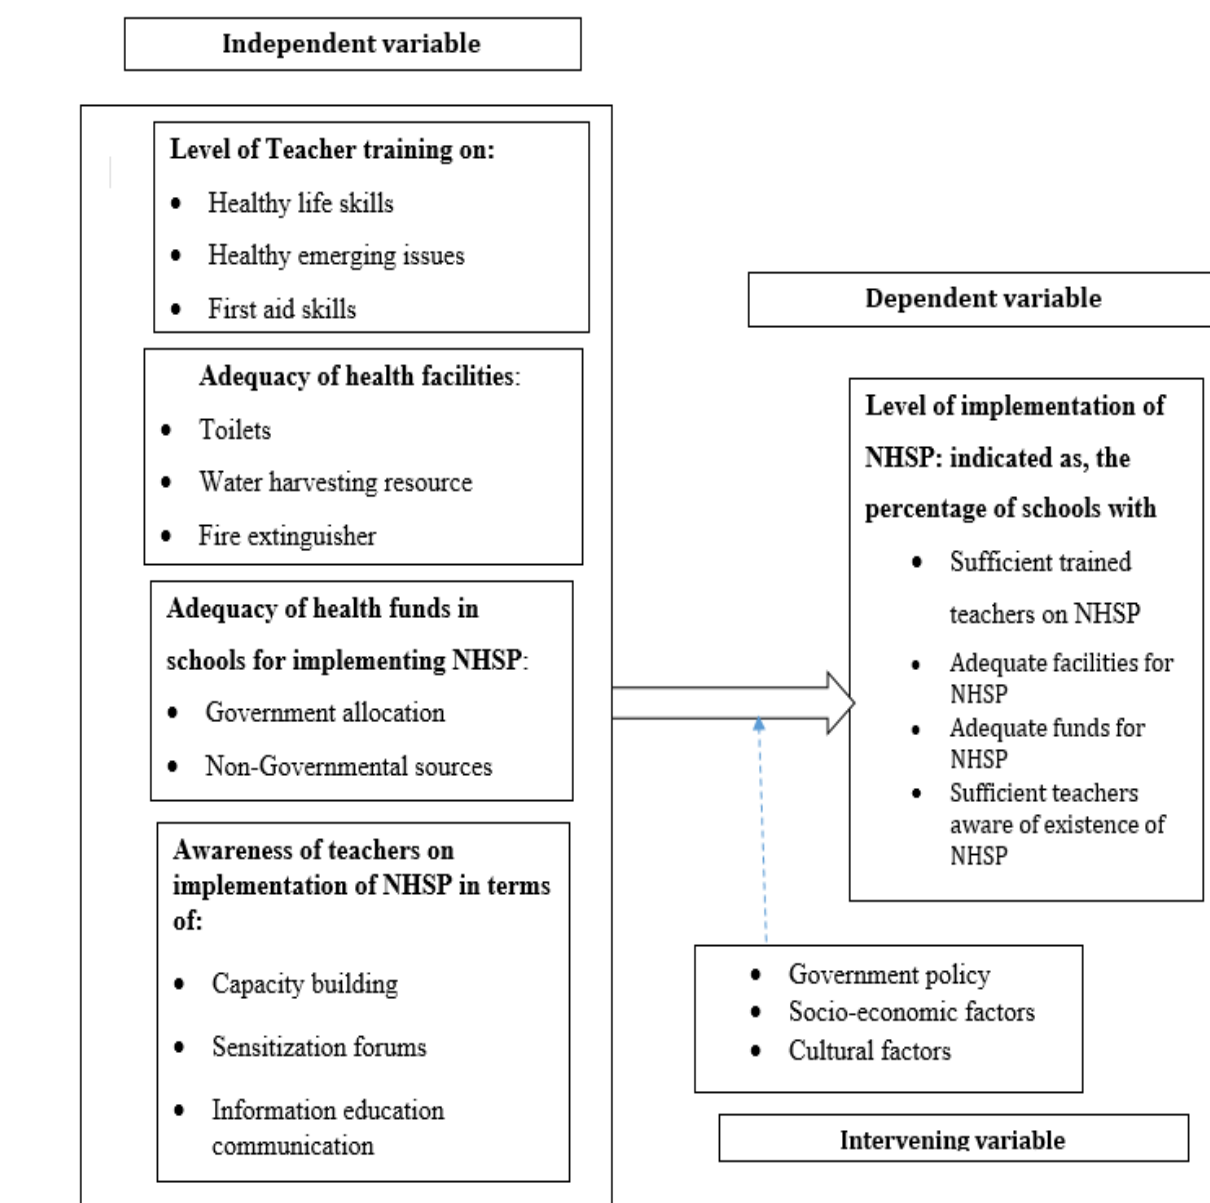 Independent variable
Level of Teacher training on:
• Healthy life skills
• Healthy emerging issues
• First aid skills
Adequacy of health facilities:
• Toilets
• Water harvesting resource
• Fire extinguisher
Adequacy of health funds in
schools for implementing NHSP:
• Government allocation
• Non-Governmental sources
Awareness of teachers on
implementation of NHSP in terms
of:
• Capacity building
• Sensitization forums
• Information education
communication
Dependent variable
Level of implementation of
NHSP: indicated as, the
percentage of schools with
• Sufficient trained
teachers on NHSP
• Adequate facilities for
NHSP
• Adequate funds for
NHSP
• Sufficient teachers
aware of existence of
NHSP
• Government policy
• Socio-economic factors
• Cultural factors
Intervening variable